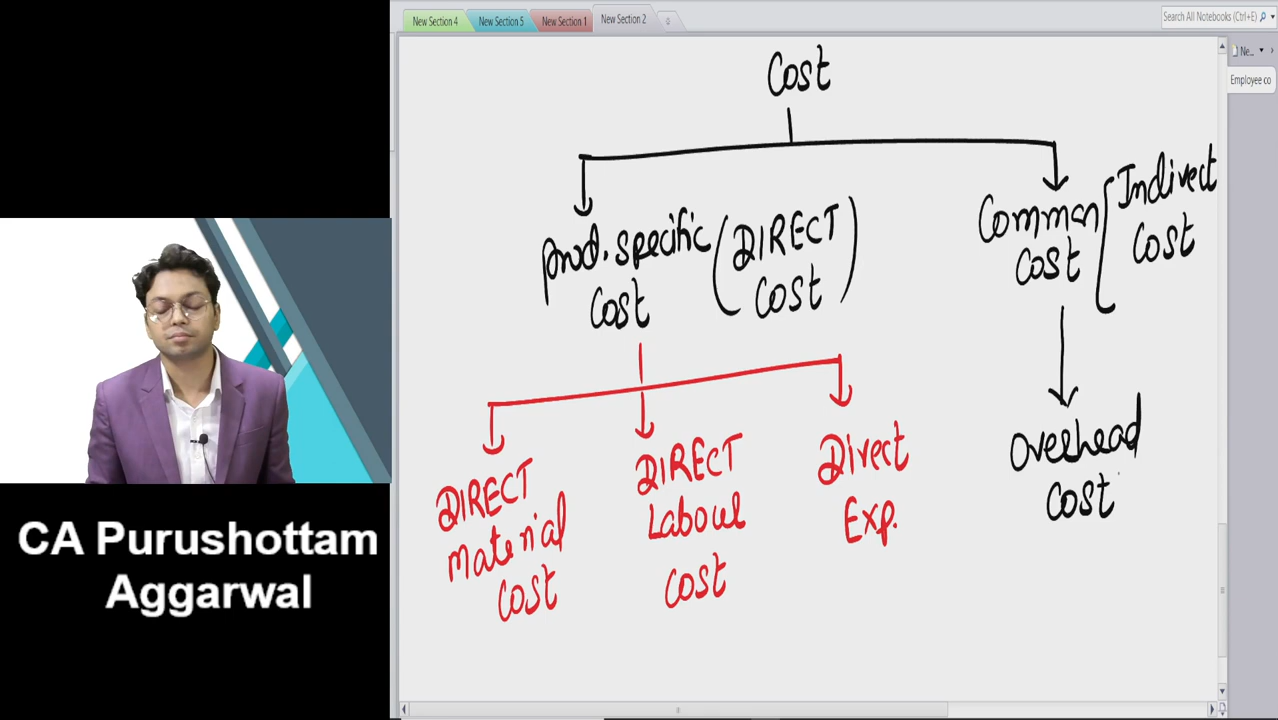 New Section 4
New Section 5
New Section 1
New Section 2
Search All Notebooks (Ctrl+E)
Ne...
Employee co
Cost
Prod. specific
Cost
(DIRECT
COST)
Common
Cost
Indirect
Cost
DIRECT
Material
Cost
DIRECT
Labour
Cost
Direct
Exp.
Overhead
Cost
CA Purushottam
Aggarwal